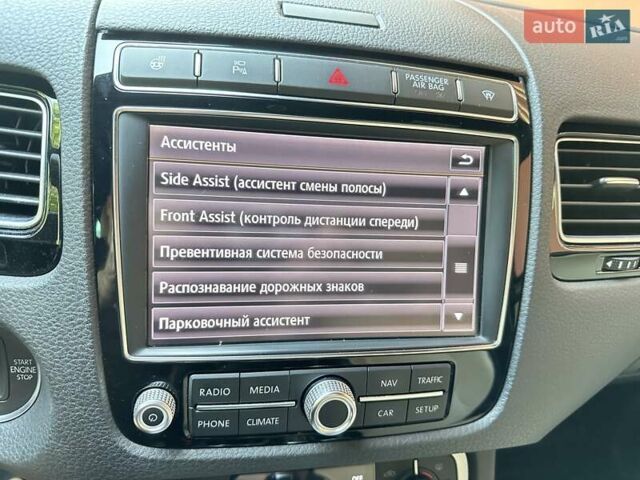 auto RIA
PASSENGER
AIR BAG
Ассистенты
Side Assist (ассистент смены полосы)
Front Assist (контроль дистанции спереди)
Превентивная система безопасности
Распознавание дорожных знаков
Парковочный ассистент
START
ENGINE
STOP
RADIO MEDIA NAV TRAFFIC
PHONE CLIMATE CAR SETUP
OFF